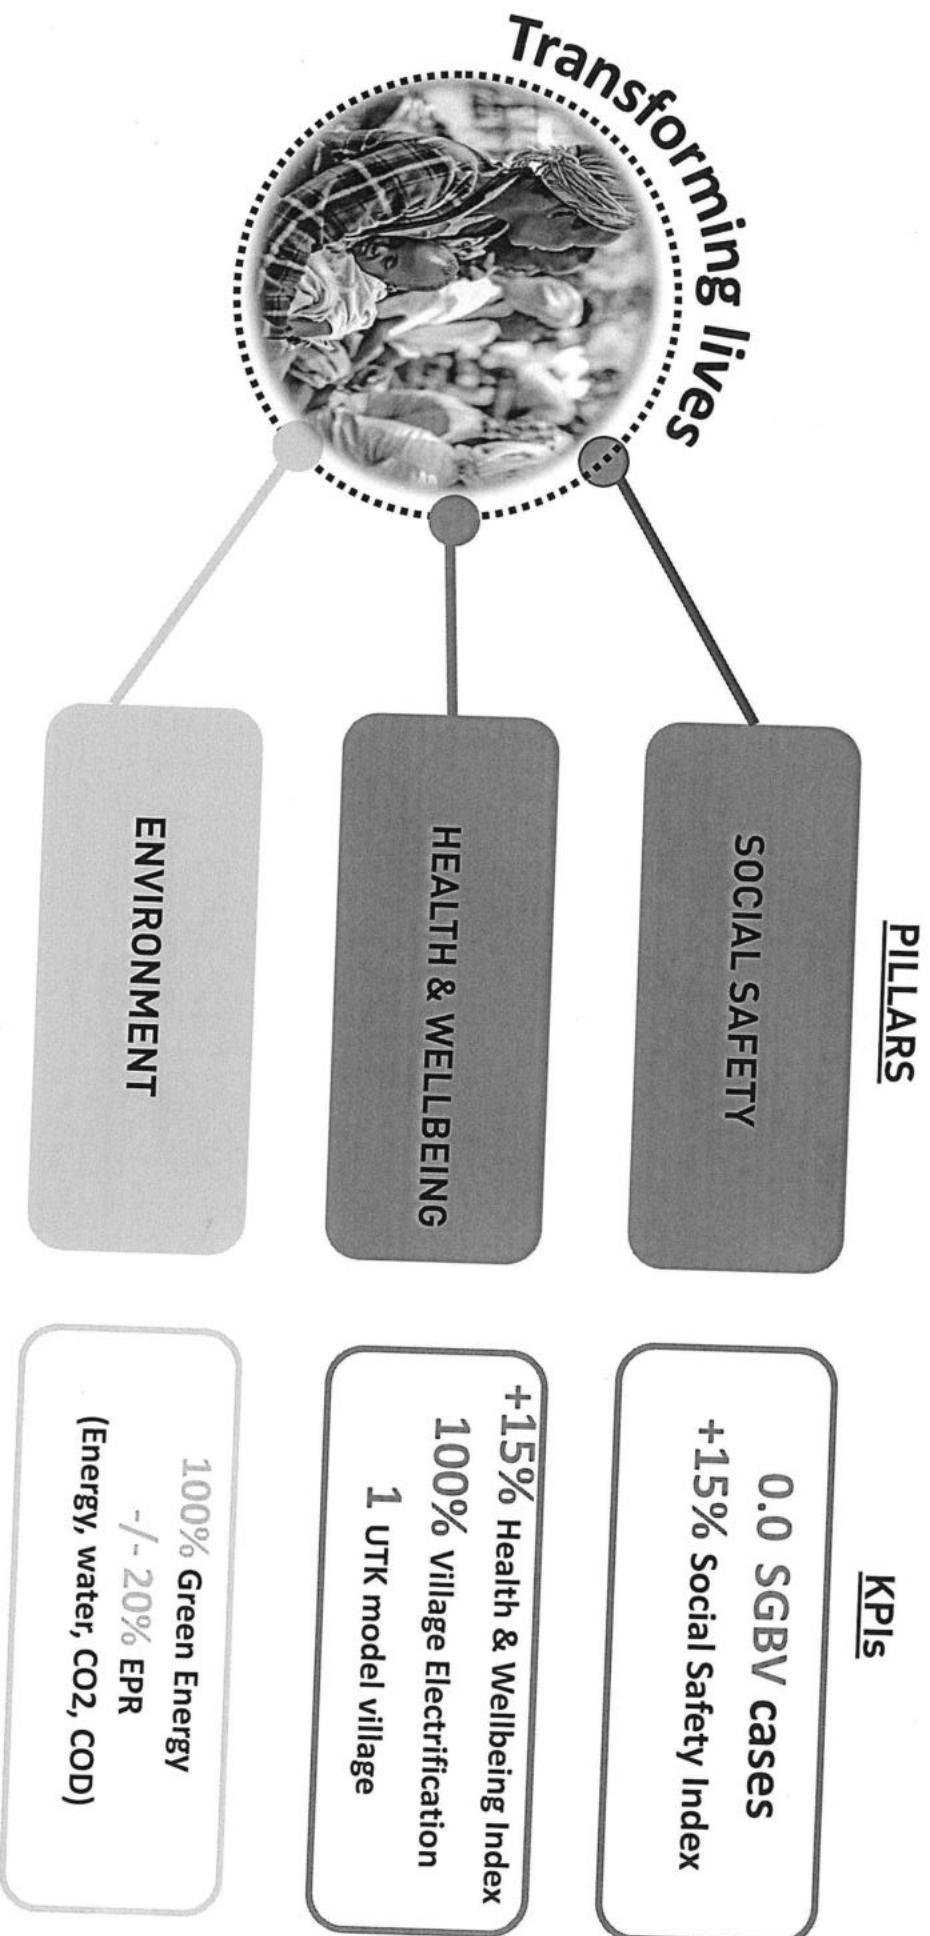 Transforming lives
PILLARS
KPIs
SOCIAL SAFETY
0.0 SGBV cases
+15% Social Safety Index
HEALTH & WELLBEING
+15% Health & Wellbeing Index
100% Village Electrification
1 UTK model village
ENVIRONMENT
100% Green Energy
-/- 20% EPR
(Energy, water, CO2, COD)